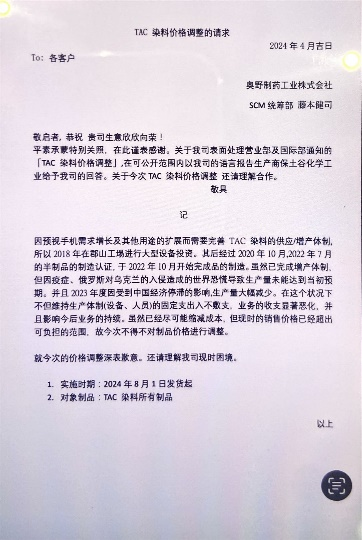 TAC 染料价格调整的请求
2024 年 4 月吉日
To: 各客户
奥野制药工业株式会社
SCM 统筹部 藤本健司
敬启者, 恭祝 贵司生意欣欣向荣！
平素承蒙特别关照，在此谨表感谢。关于我司表面处理营业部及国际部通知的
「TAC 染料价格调整」,在可公开范围内以我司的语言报告生产商保土谷化学工
业给予我司的回答。关于今次 TAC 染料价格调整 还请理解合作。
敬具
记
因预视手机需求增长及其他用途的扩展而需要完善 TAC 染料的供应/增产体制,
所以 2018 年在郡山工場进行大型设备投资。其后经过 2020 年 10 月,2022 年 7 月
的半制品的制造认证, 于 2022 年 10 月开始完成品的制造。虽然已完成增产体制,
但因疫症、俄罗斯对乌克兰的入侵造成的世界恐慌导致生产量未能达到当初预
期。并且 2023 年度因受到中国经济停滞的影响,生产量大幅减少。在这个状况下
不但维持生产体制(设备、人员)的固定支出入不敷支，业务的收支显著恶化，并
且影响今后业务的持续。虽然已经尽可能缩减成本，但现时的销售价格已经超出
可负担的范围，故今次不得不对制品价格进行调整。
就今次的价格调整深表歉意。还请理解我司现时困境。
1. 实施时期：2024 年 8 月 1 日发货起
2. 对象制品：TAC 染料所有制品
以上